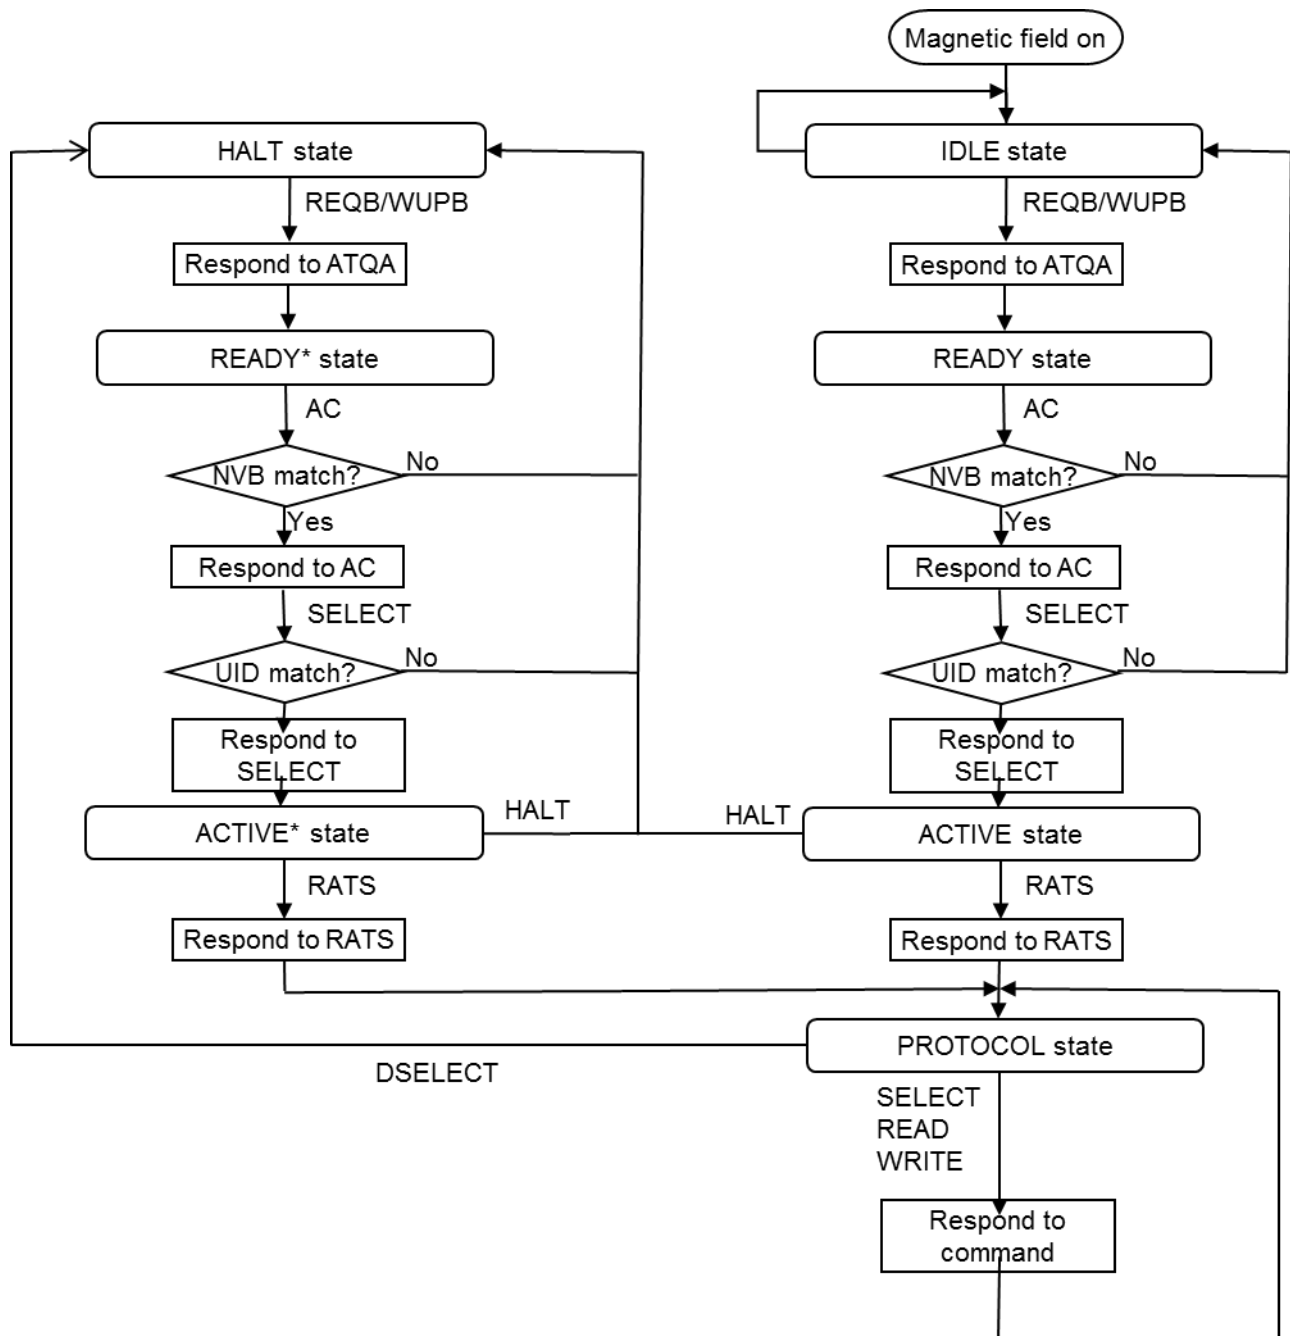 Magnetic field on
HALT state
REQB/WUPB
Respond to ATQA
READY* state
AC
NVB match?
No
Yes
Respond to AC
SELECT
UID match?
No
Respond to
SELECT
ACTIVE* state
HALT
RATS
Respond to RATS
IDLE state
REQB/WUPB
Respond to ATQA
READY state
AC
NVB match?
No
Yes
Respond to AC
SELECT
UID match?
No
Respond to
SELECT
HALT
ACTIVE state
RATS
Respond to RATS
PROTOCOL state
DSELECT
SELECT
READ
WRITE
Respond to
command